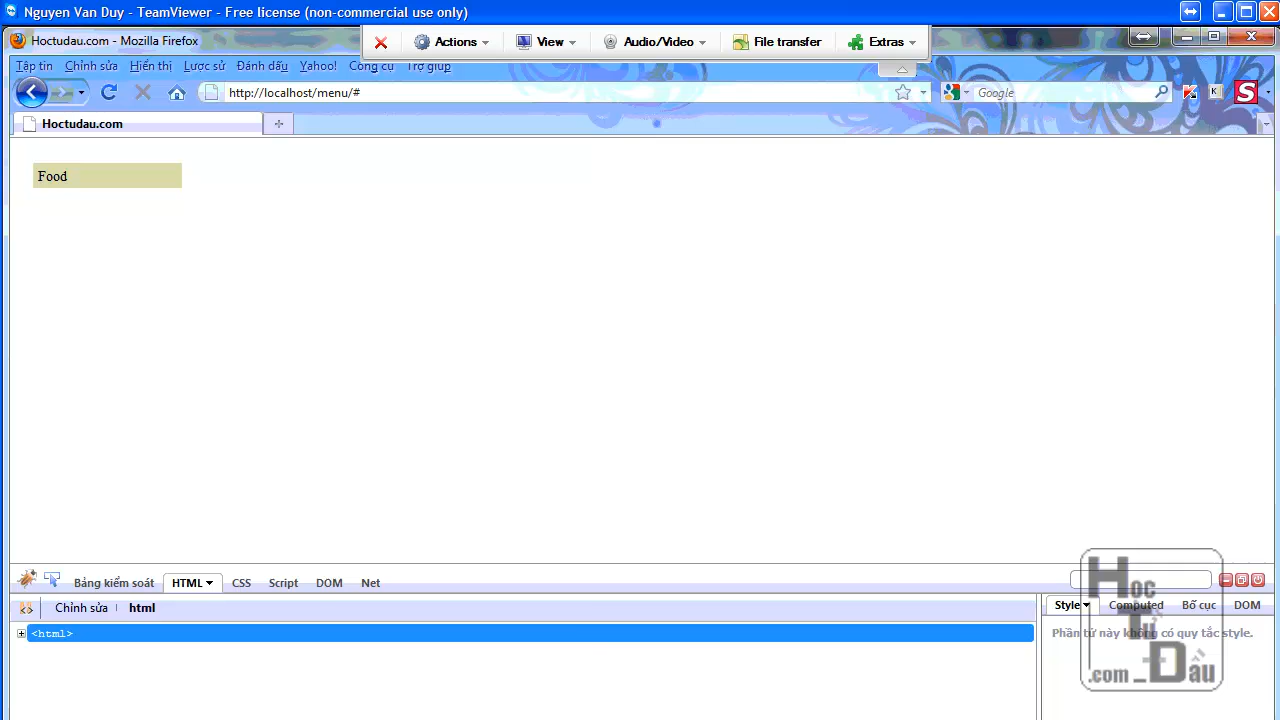 Nguyen Van Duy - TeamViewer - Free license (non-commercial use only)
Hoctudau.com - Mozilla Firefox
Actions View Audio/Video File transfer Extras
Tập tin Chỉnh sửa Hiển thị Lược sử Đánh dấu Yahoo! Công cụ Trợ giúp
http://localhost/menu/#
Google
K
S
Hoctudau.com
Food
Bảng kiểm soát HTML CSS Script DOM Net
Chỉnh sửa html
Style Computed Bố cục DOM
<html>
Phần tử này không có quy tắc style.
Học
Từ
.com _ Đầu